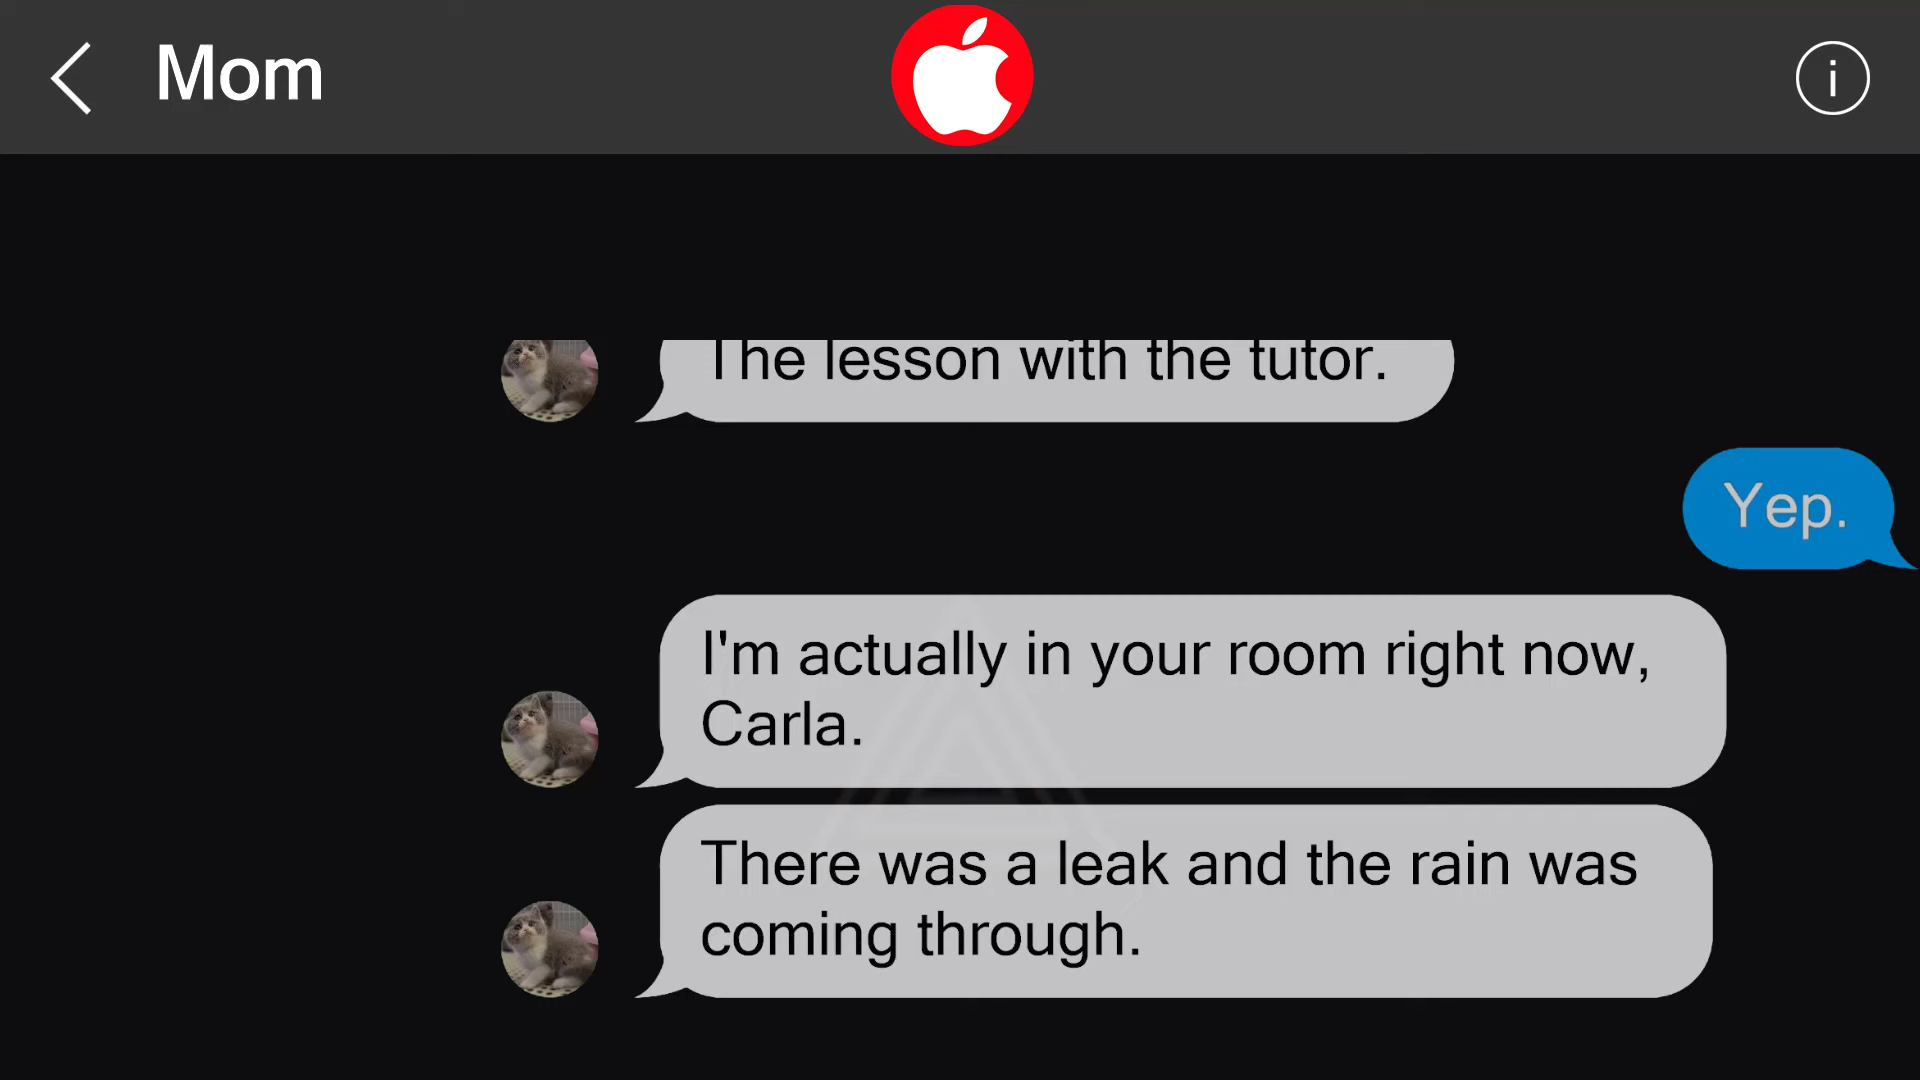 Mom
i
The lesson with the tutor.
Yep.
I'm actually in your room right now,
Carla.
There was a leak and the rain was
coming through.